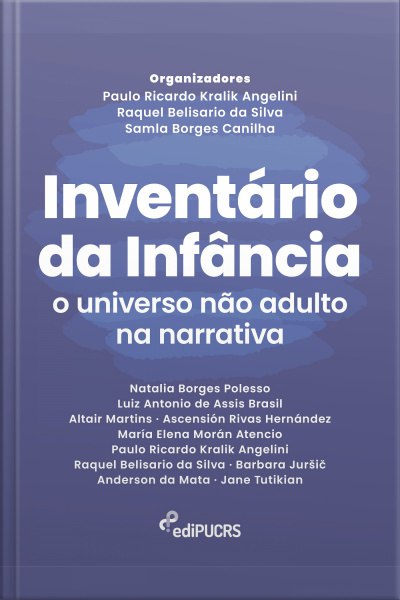 Organizadores
Paulo Ricardo Kralik Angelini
Raquel Belisario da Silva
Samla Borges Canilha
Inventário
da Infância
o universo não adulto
na narrativa
Natalia Borges Polesso
Luiz Antonio de Assis Brasil
Altair Martins · Ascensión Rivas Hernández
María Elena Morán Atencio
Paulo Ricardo Kralik Angelini
Raquel Belisario da Silva · Barbara Juršič
Anderson da Mata · Jane Tutikian
ediPUCRS